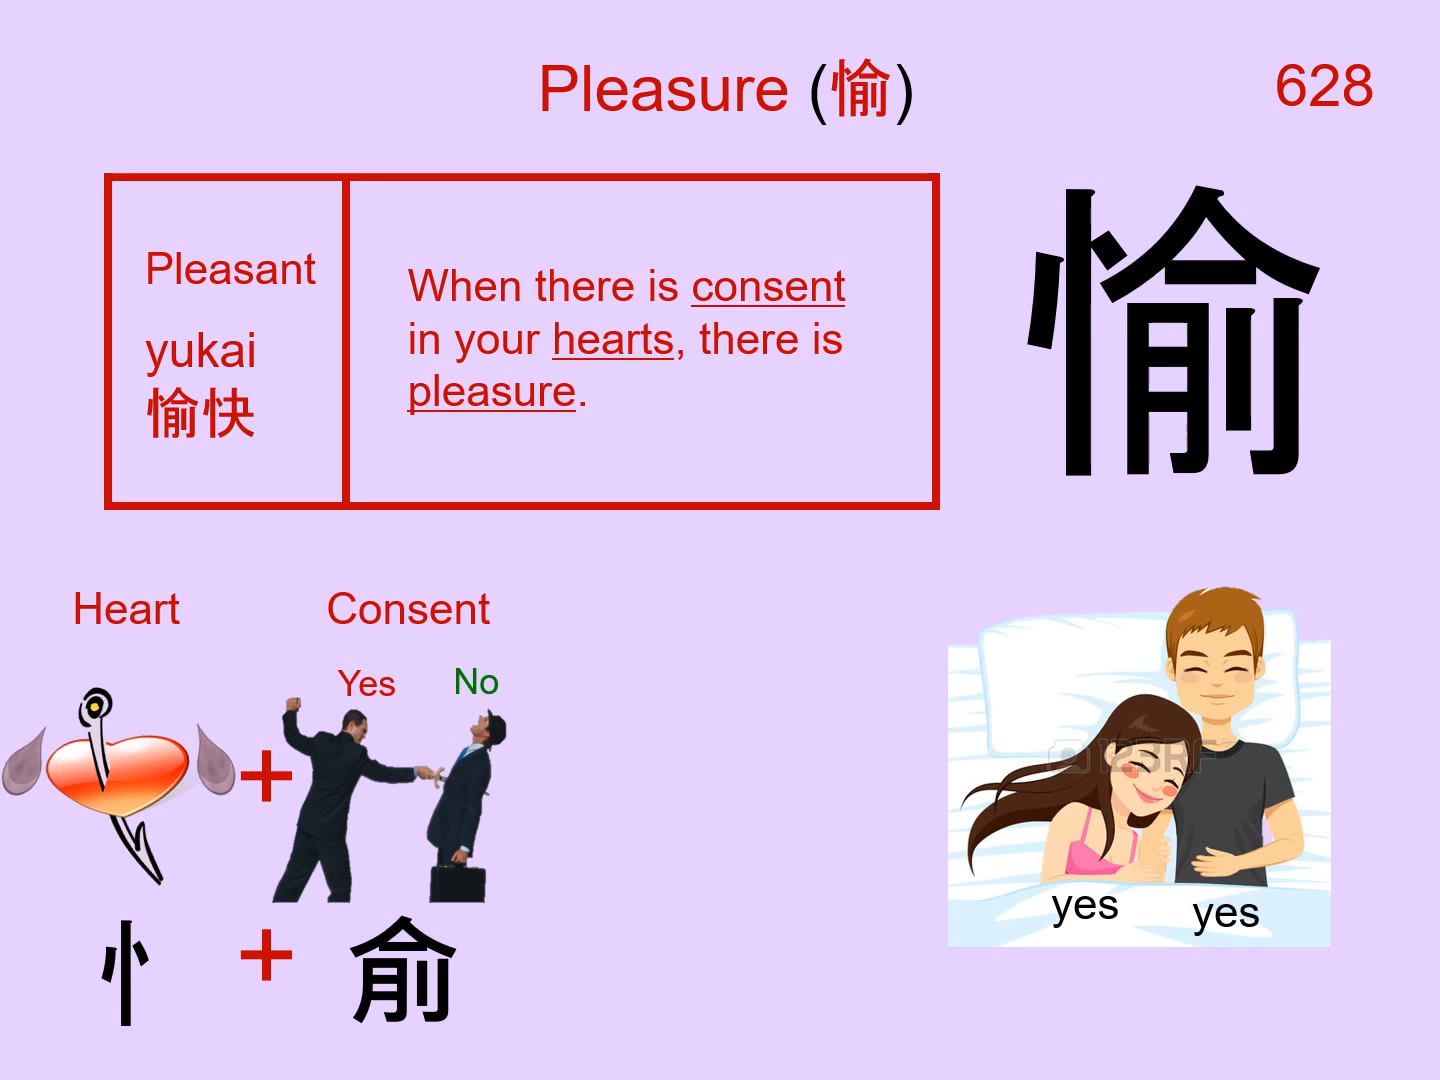 Pleasure (愉)
628
Pleasant
yukai
愉快
When there is consent
in your hearts, there is
pleasure.
愉
Heart
Consent
Yes
No
+
忄
+
俞
123RF
yes
yes